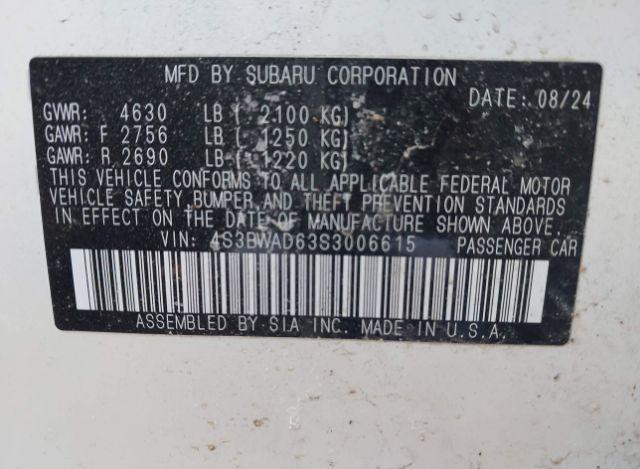 MFD BY SUBARU CORPORATION
DATE: 08/24
GVWR: 4630 LB ( 2100 KG)
GAWR: F 2756 LB ( 1250 KG)
GAWR: R 2690 LB ( 1220 KG)
THIS VEHICLE CONFORMS TO ALL APPLICABLE FEDERAL MOTOR
VEHICLE SAFETY, BUMPER, AND THEFT PREVENTION STANDARDS
IN EFFECT ON THE DATE OF MANUFACTURE SHOWN ABOVE.
VIN: 4S3BWAD63S3006615 PASSENGER CAR
ASSEMBLED BY SIA INC. MADE IN U.S.A.